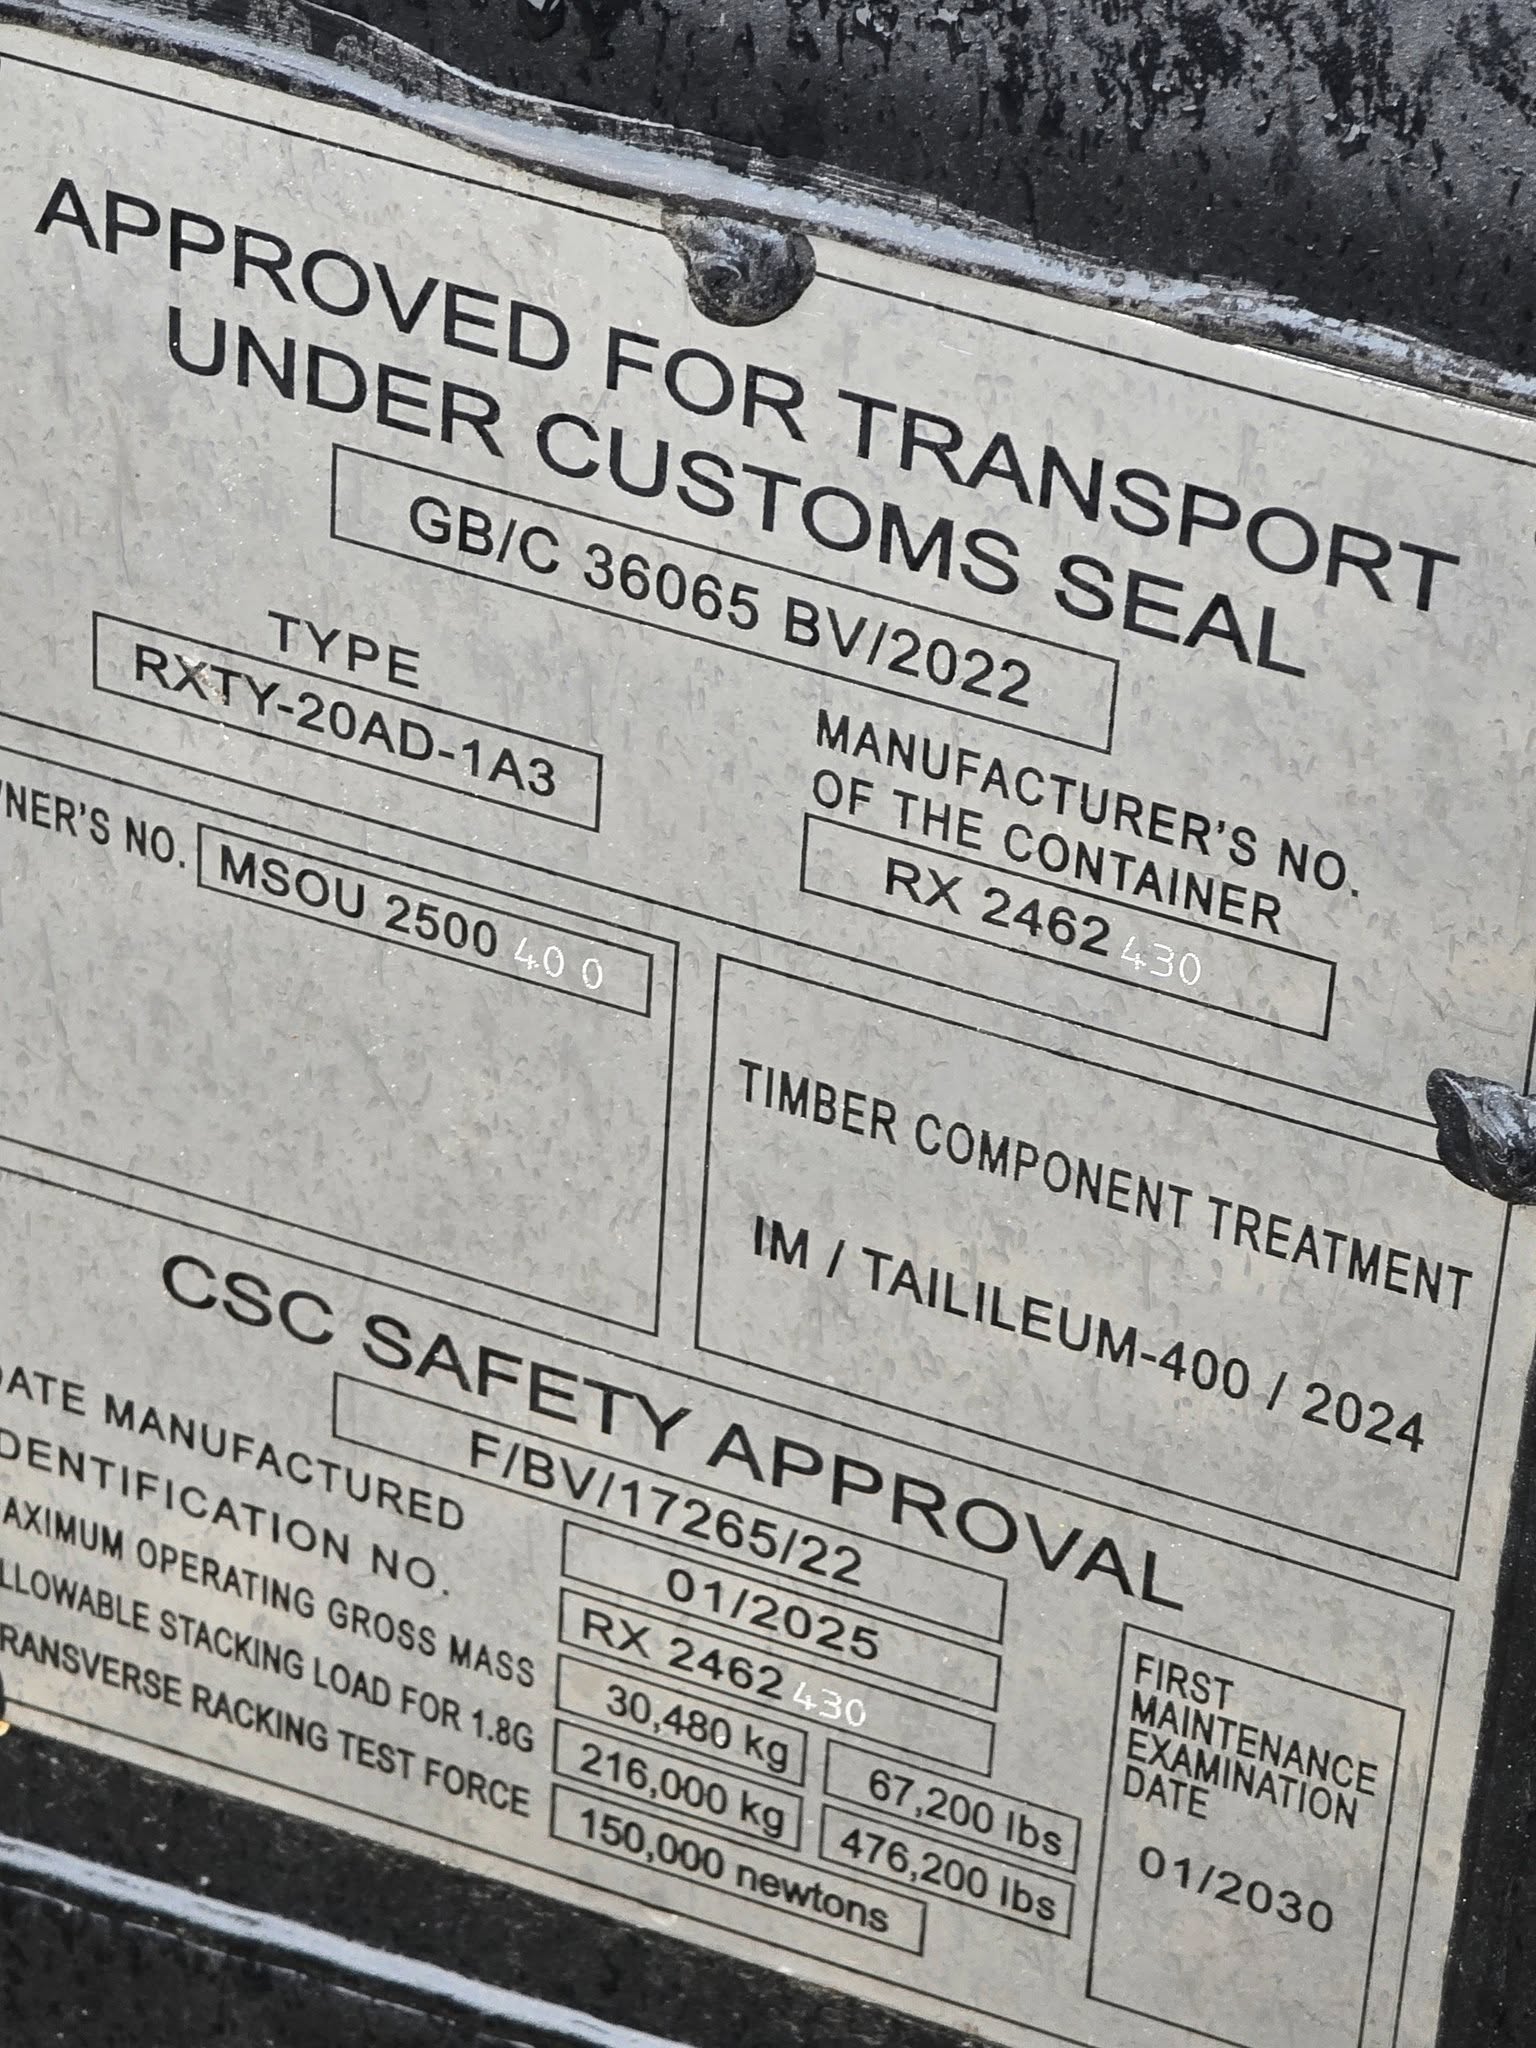 APPROVED FOR TRANSPORT
UNDER CUSTOMS SEAL
GB/C 36065 BV/2022
TYPE
RXTY-20AD-1A3
MANUFACTURER'S NO.
OF THE CONTAINER
RX 2462 430
NER'S NO. MSOU 2500 40 0
TIMBER COMPONENT TREATMENT
IM / TAILILEUM-400 / 2024
CSC SAFETY APPROVAL
F/BV/17265/22
ATE MANUFACTURED 01/2025
DENTIFICATION NO. RX 2462 430
AXIMUM OPERATING GROSS MASS 30,480 kg 67,200 lbs
LLOWABLE STACKING LOAD FOR 1.8G 216,000 kg 476,200 lbs
RANSVERSE RACKING TEST FORCE 150,000 newtons
FIRST
MAINTENANCE
EXAMINATION
DATE
01/2030